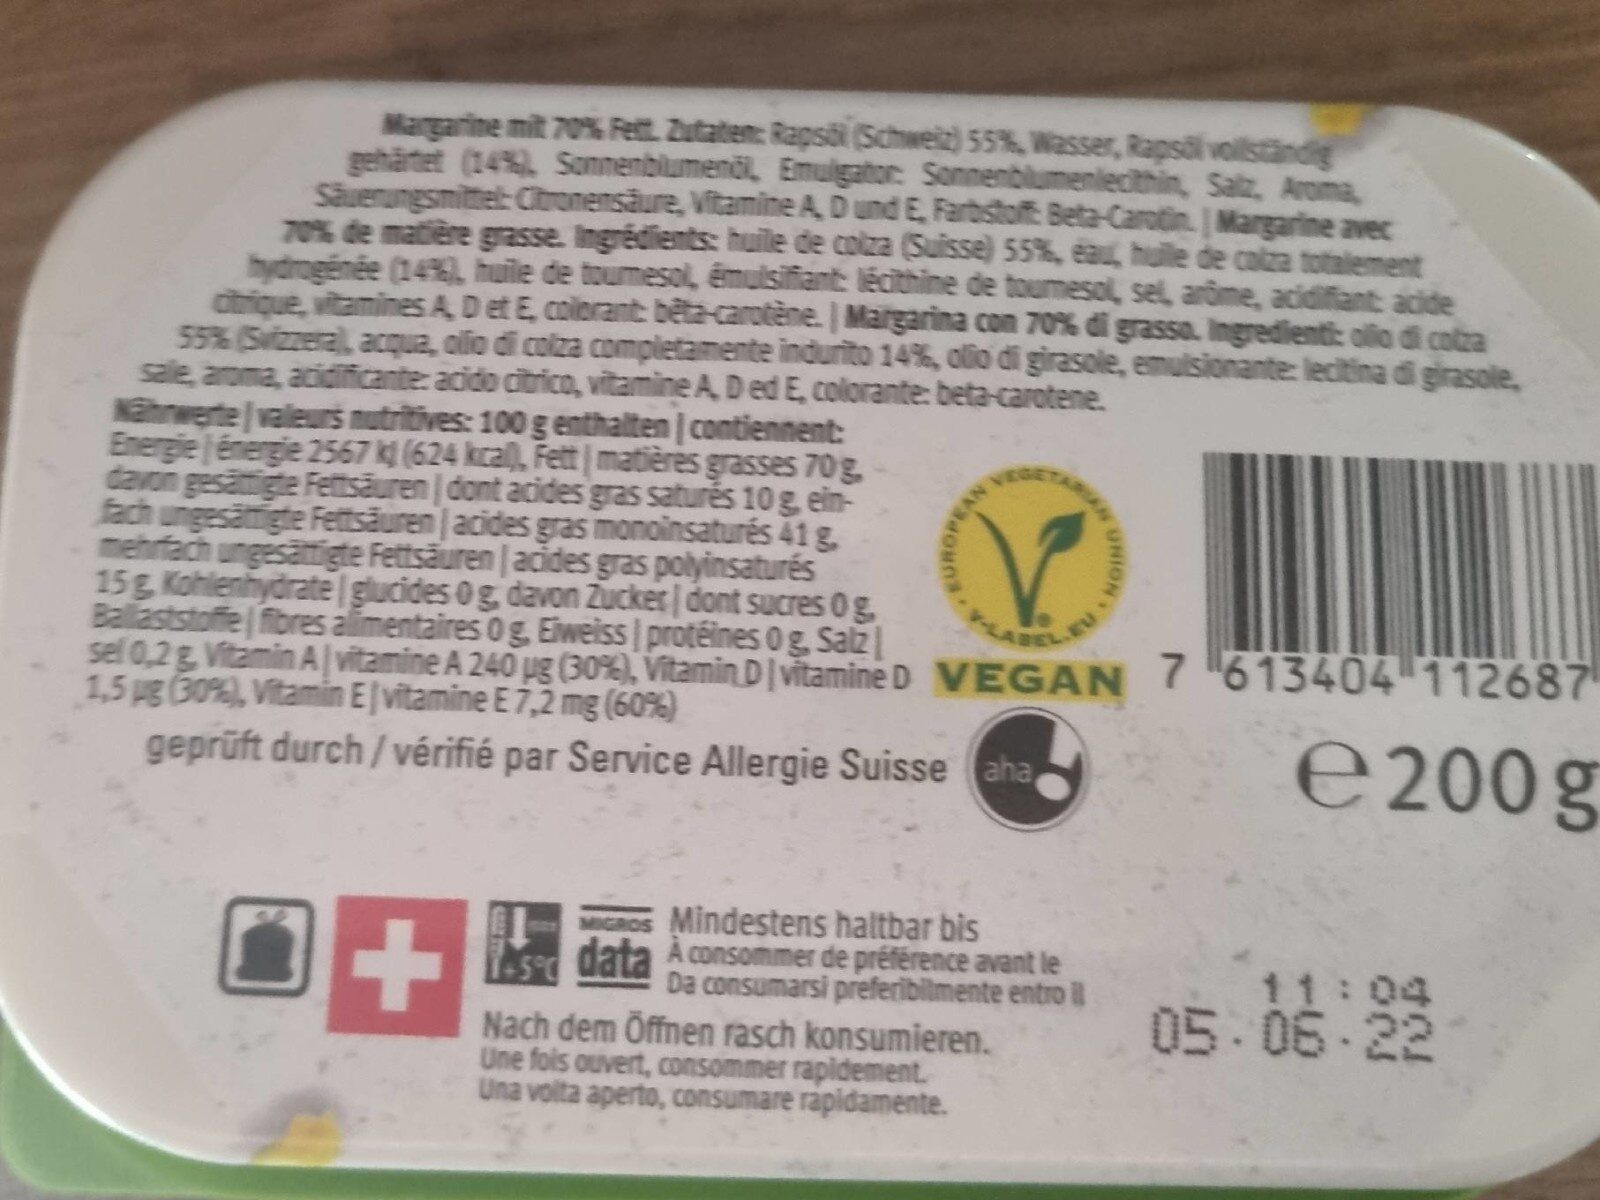 Margarine mit 70% Fett. Zutaten: Rapsöl (Schweiz) 55%, Wasser, Rapsöl vollständig
gehärtet (14%), Sonnenblumenöl, Emulgator: Sonnenblumenlecithin, Salz, Aroma,
Säuerungsmittel: Citronensäure, Vitamine A, D und E, Farbstoff: Beta-Carotin. | Margarine avec
70% de matière grasse. Ingrédients: huile de colza (Suisse) 55%, eau, huile de colza totalement
hydrogénée (14%), huile de tournesol, émulsifiant: lécithine de tournesol, sel, arôme, acidifiant: acide
citrique, vitamines A, D et E, colorant: bêta-carotène. | Margarina con 70% di grasso. Ingredienti: olio di colza
55% (Svizzera), acqua, olio di colza completamente indurito 14%, olio di girasole, emulsionante: lecitina di girasole,
sale, aroma, acidificante: acido citrico, vitamine A, D ed E, colorante: beta-carotene.
Nährwerte | valeurs nutritives: 100 g enthalten | contiennent:
Energie | énergie 2567 kJ (624 kcal), Fett | matières grasses 70 g,
davon gesättigte Fettsäuren | dont acides gras saturés 10 g, ein-
fach ungesättigte Fettsäuren | acides gras monoinsaturés 41 g,
mehrfach ungesättigte Fettsäuren | acides gras polyinsaturés
15 g, Kohlenhydrate | glucides 0 g, davon Zucker | dont sucres 0 g,
Ballaststoffe | fibres alimentaires 0 g, Eiweiss | protéines 0 g, Salz |
sel 0,2 g, Vitamin A | vitamine A 240 µg (30%), Vitamin D | vitamine D
1,5 µg (30%), Vitamin E | vitamine E 7,2 mg (60%)
EUROPEAN VEGETARIAN UNION
V-LABEL.EU
VEGAN
7 613404 112687
geprüft durch / vérifié par Service Allergie Suisse
aha!
e 200 g
+5°C
MIGROS
data
Mindestens haltbar bis
À consommer de préférence avant le
Da consumarsi preferibilmente entro il
11:04
05.06.22
Nach dem Öffnen rasch konsumieren.
Une fois ouvert, consommer rapidement.
Una volta aperto, consumare rapidamente.